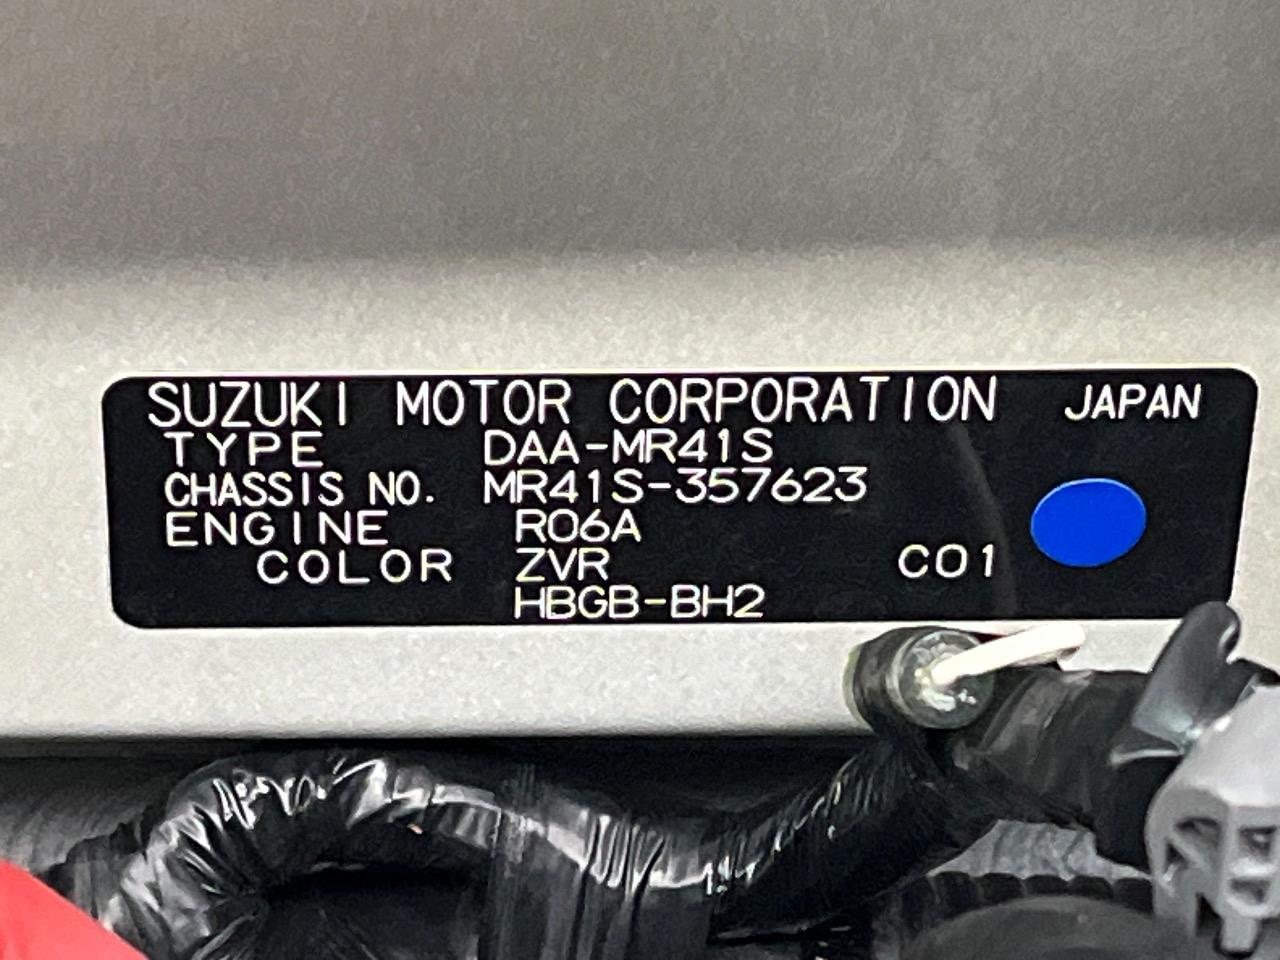 SUZUKI MOTOR CORPORATION JAPAN
TYPE DAA-MR41S
CHASSIS NO. MR41S-357623
ENGINE R06A
COLOR ZVR C01
HBGB-BH2